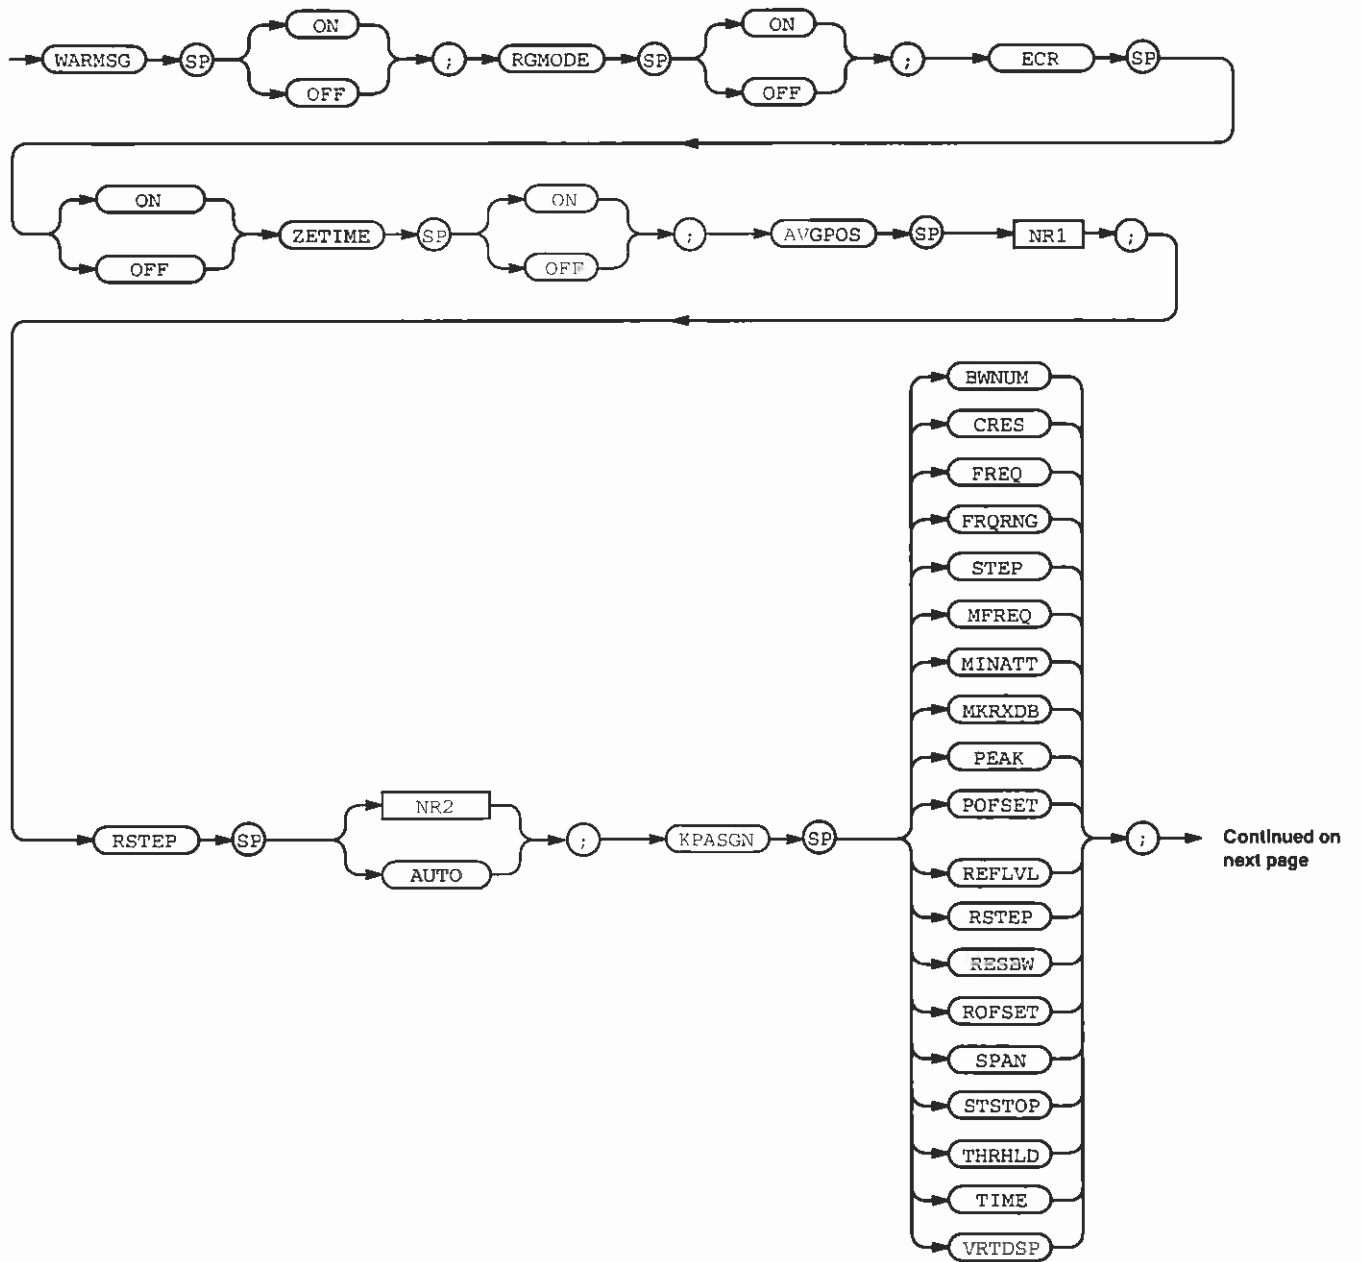 ON ON
WARMSG SP ; RGMODE SP ; ECR SP
OFF OFF
ON ON
ZETIME SP ; AVGPOS SP NR1 ;
OFF OFF
BWNUM
CRES
FREQ
FRQRNG
STEP
MFREQ
MINATT
MKRXDB
PEAK
NR2 POFSET
RSTEP SP ; KPASGN SP ; Continued on
next page
AUTO REFLVL
RSTEP
RESBW
ROFSET
SPAN
STSTOP
THRHLD
TIME
VRTDSP